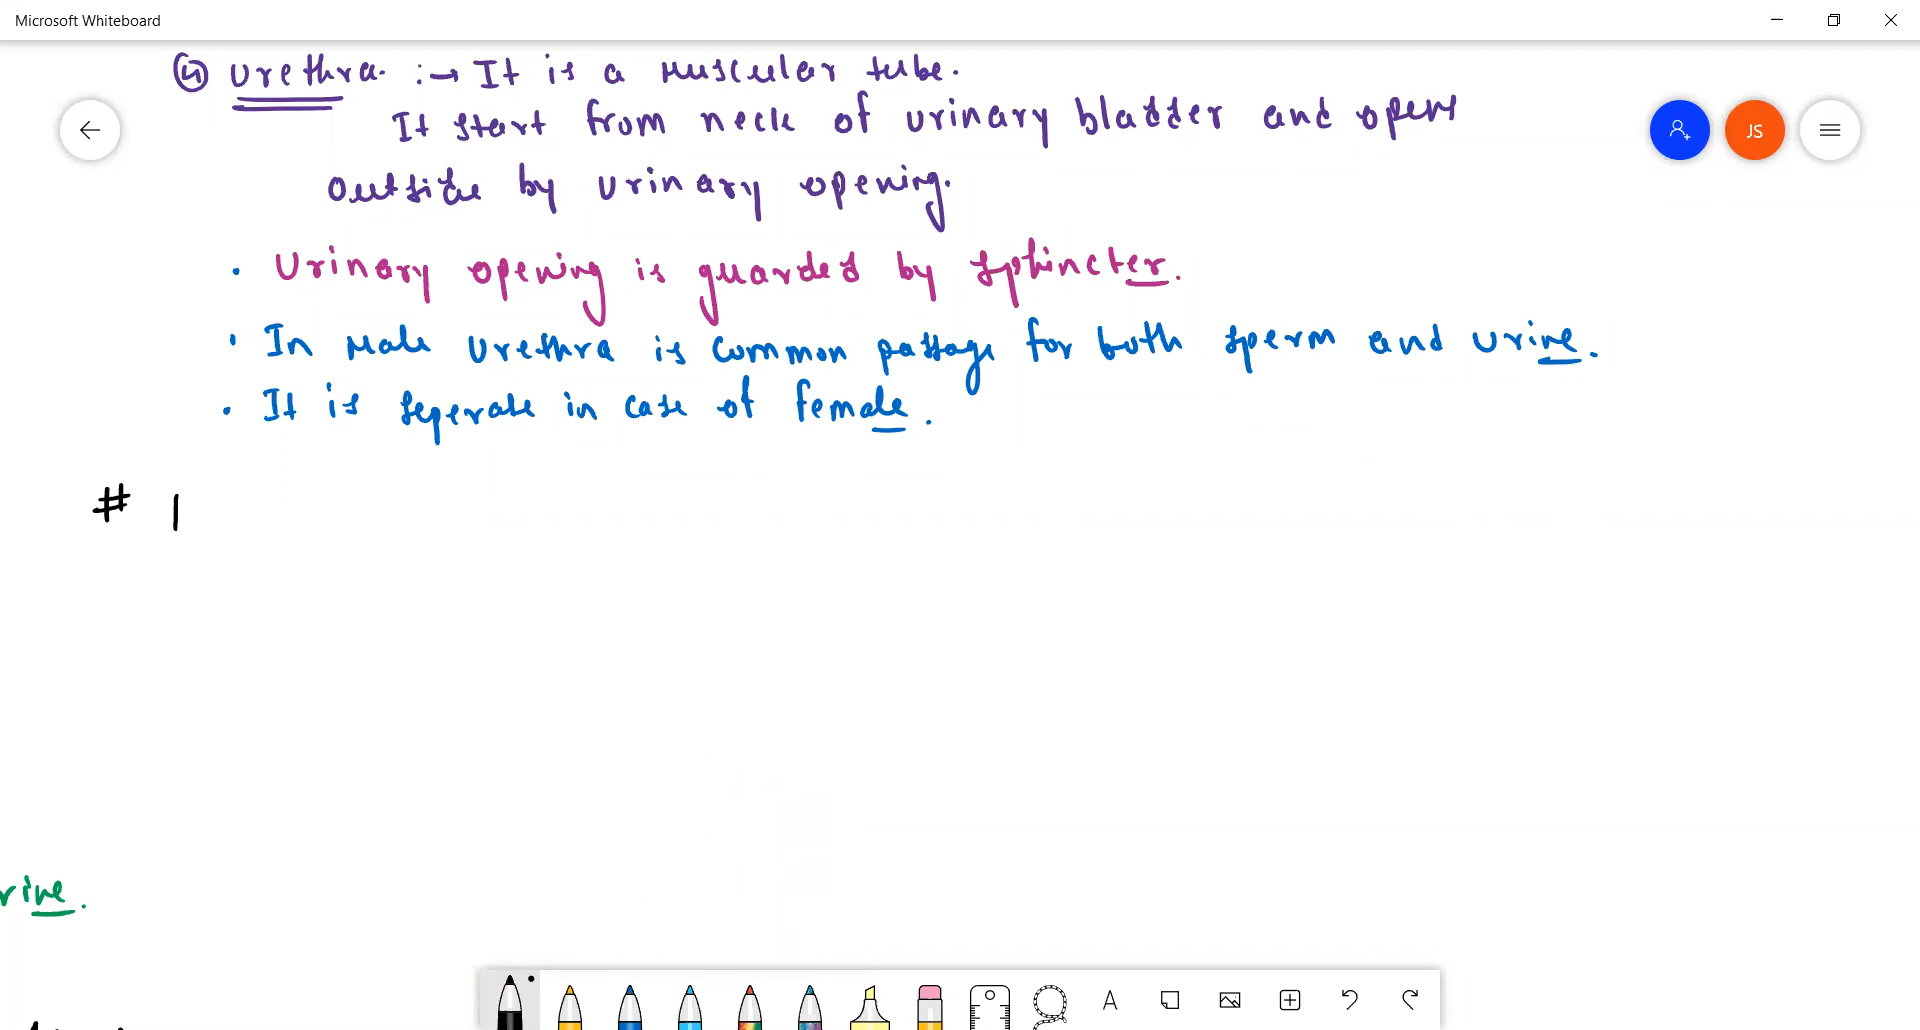 Microsoft Whiteboard
④ Urethra. :→ It is a Muscular tube.
It start from neck of urinary bladder and opens
JS
outside by urinary opening.
• Urinary opening is guarded by sphincter.
• In Male Urethra is common passage for both sperm and urine.
• It is seperate in case of female.
# |
rine.
A